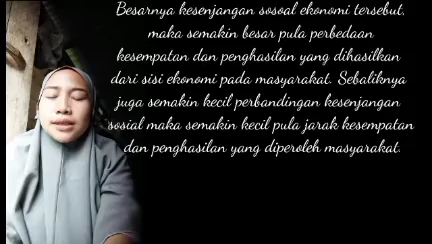 Besarnya kesenjangan sosoal ekonomi tersebut,
maka semakin besar pula perbedaan
kesempatan dan penghasilan yang dihasilkan
dari sisi ekonomi pada masyarakat. Sebaliknya
juga semakin kecil perbandingan kesenjangan
sosial maka semakin kecil pula jarak kesempatan
dan penghasilan yang diperoleh masyarakat.